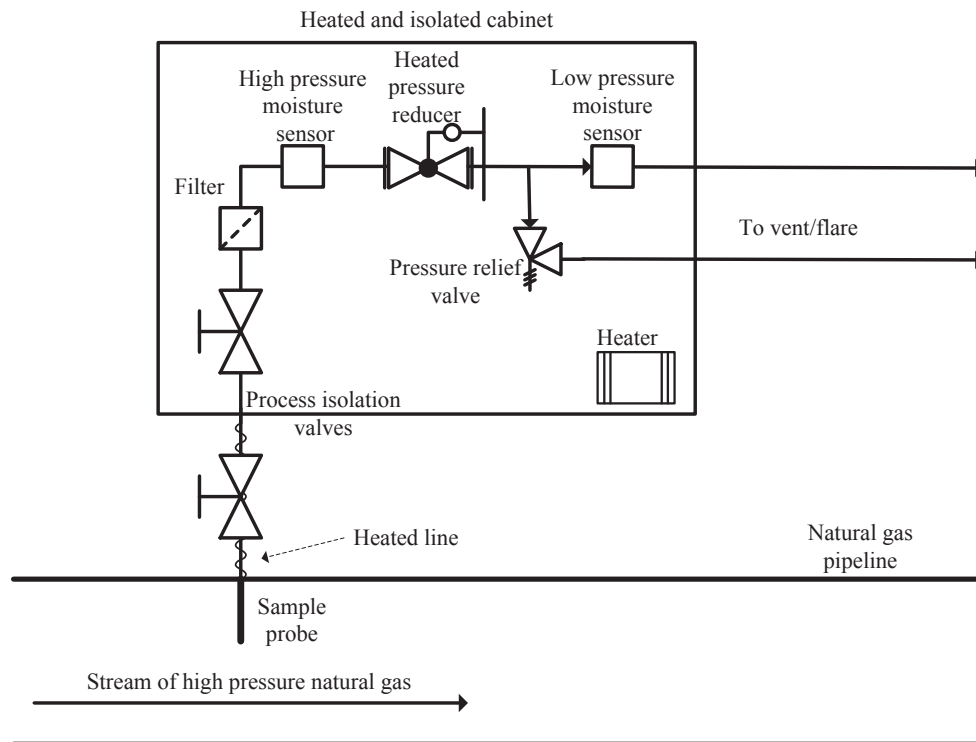 Heated and isolated cabinet
High pressure
moisture
sensor
Heated
pressure
reducer
Low pressure
moisture
sensor
Filter
To vent/flare
Pressure relief
valve
Heater
Process isolation
valves
Heated line
Natural gas
pipeline
Sample
probe
Stream of high pressure natural gas